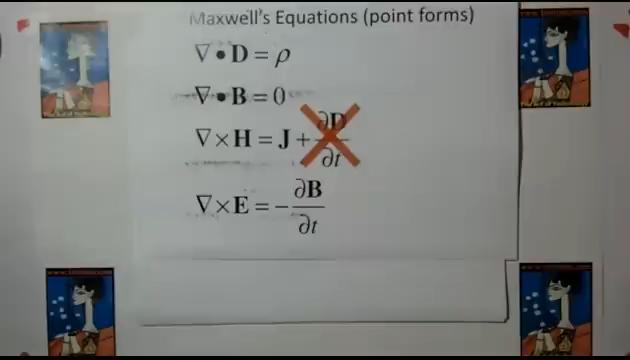 Maxwell's Equations (point forms)
∇ • D = ρ
∇ • B = 0
∇ × H = J + ∂D/∂t
∇ × E = − ∂B/∂t